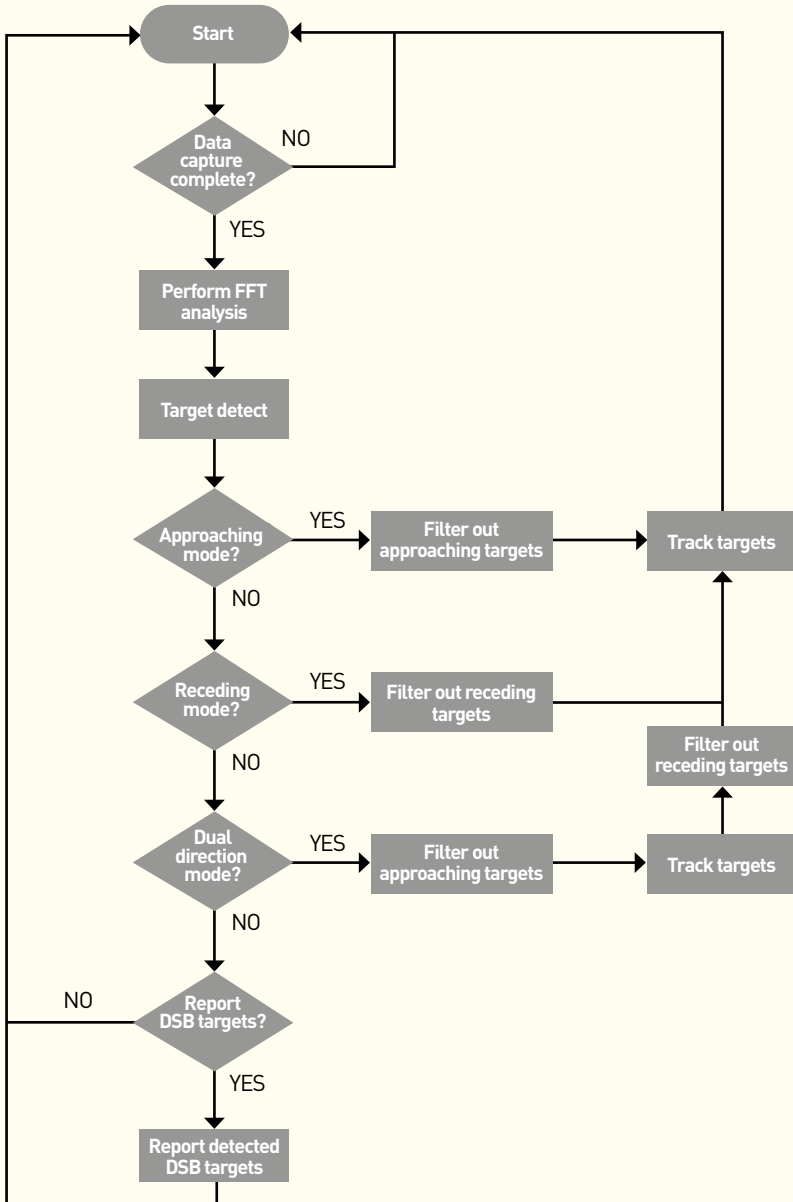 Start
Data
capture
complete?
NO
YES
Perform FFT
analysis
Target detect
Approaching
mode?
YES
Filter out
approaching targets
Track targets
NO
Receding
mode?
YES
Filter out receding
targets
NO
Filter out
receding targets
Dual
direction
mode?
YES
Filter out
approaching targets
Track targets
NO
Report
DSB targets?
NO
YES
Report detected
DSB targets